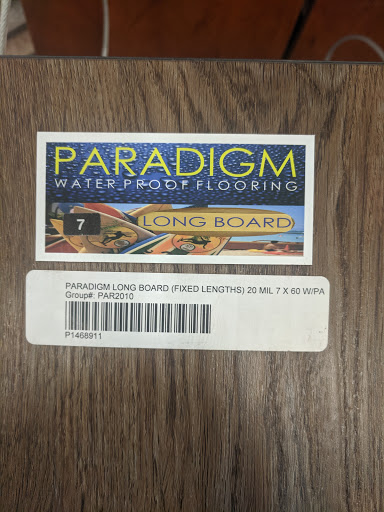 PARADIGM
WATER PROOF FLOORING
7 LONG BOARD
PARADIGM LONG BOARD (FIXED LENGTHS) 20 MIL 7 X 60 W/PA
Group#: PAR2010
P1468911